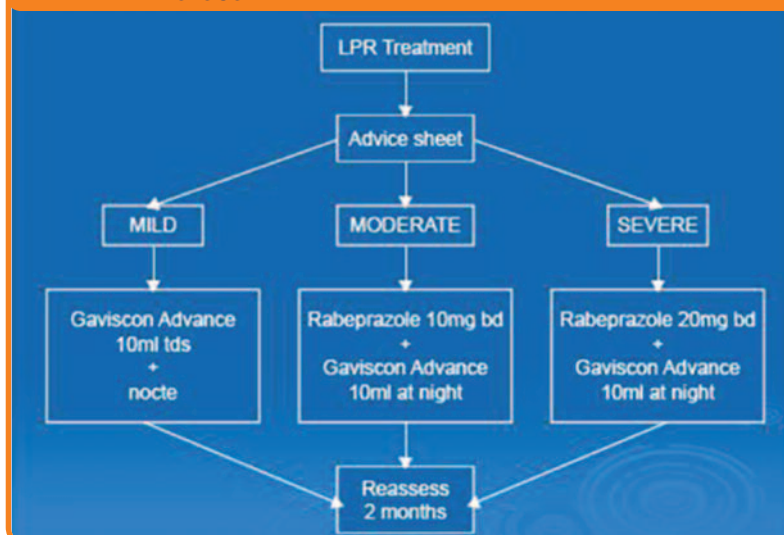 LPR Treatment
Advice sheet
MILD
MODERATE
SEVERE
Gaviscon Advance
10ml tds
+
nocte
Rabeprazole 10mg bd
+
Gaviscon Advance
10ml at night
Rabeprazole 20mg bd
+
Gaviscon Advance
10ml at night
Reassess
2 months